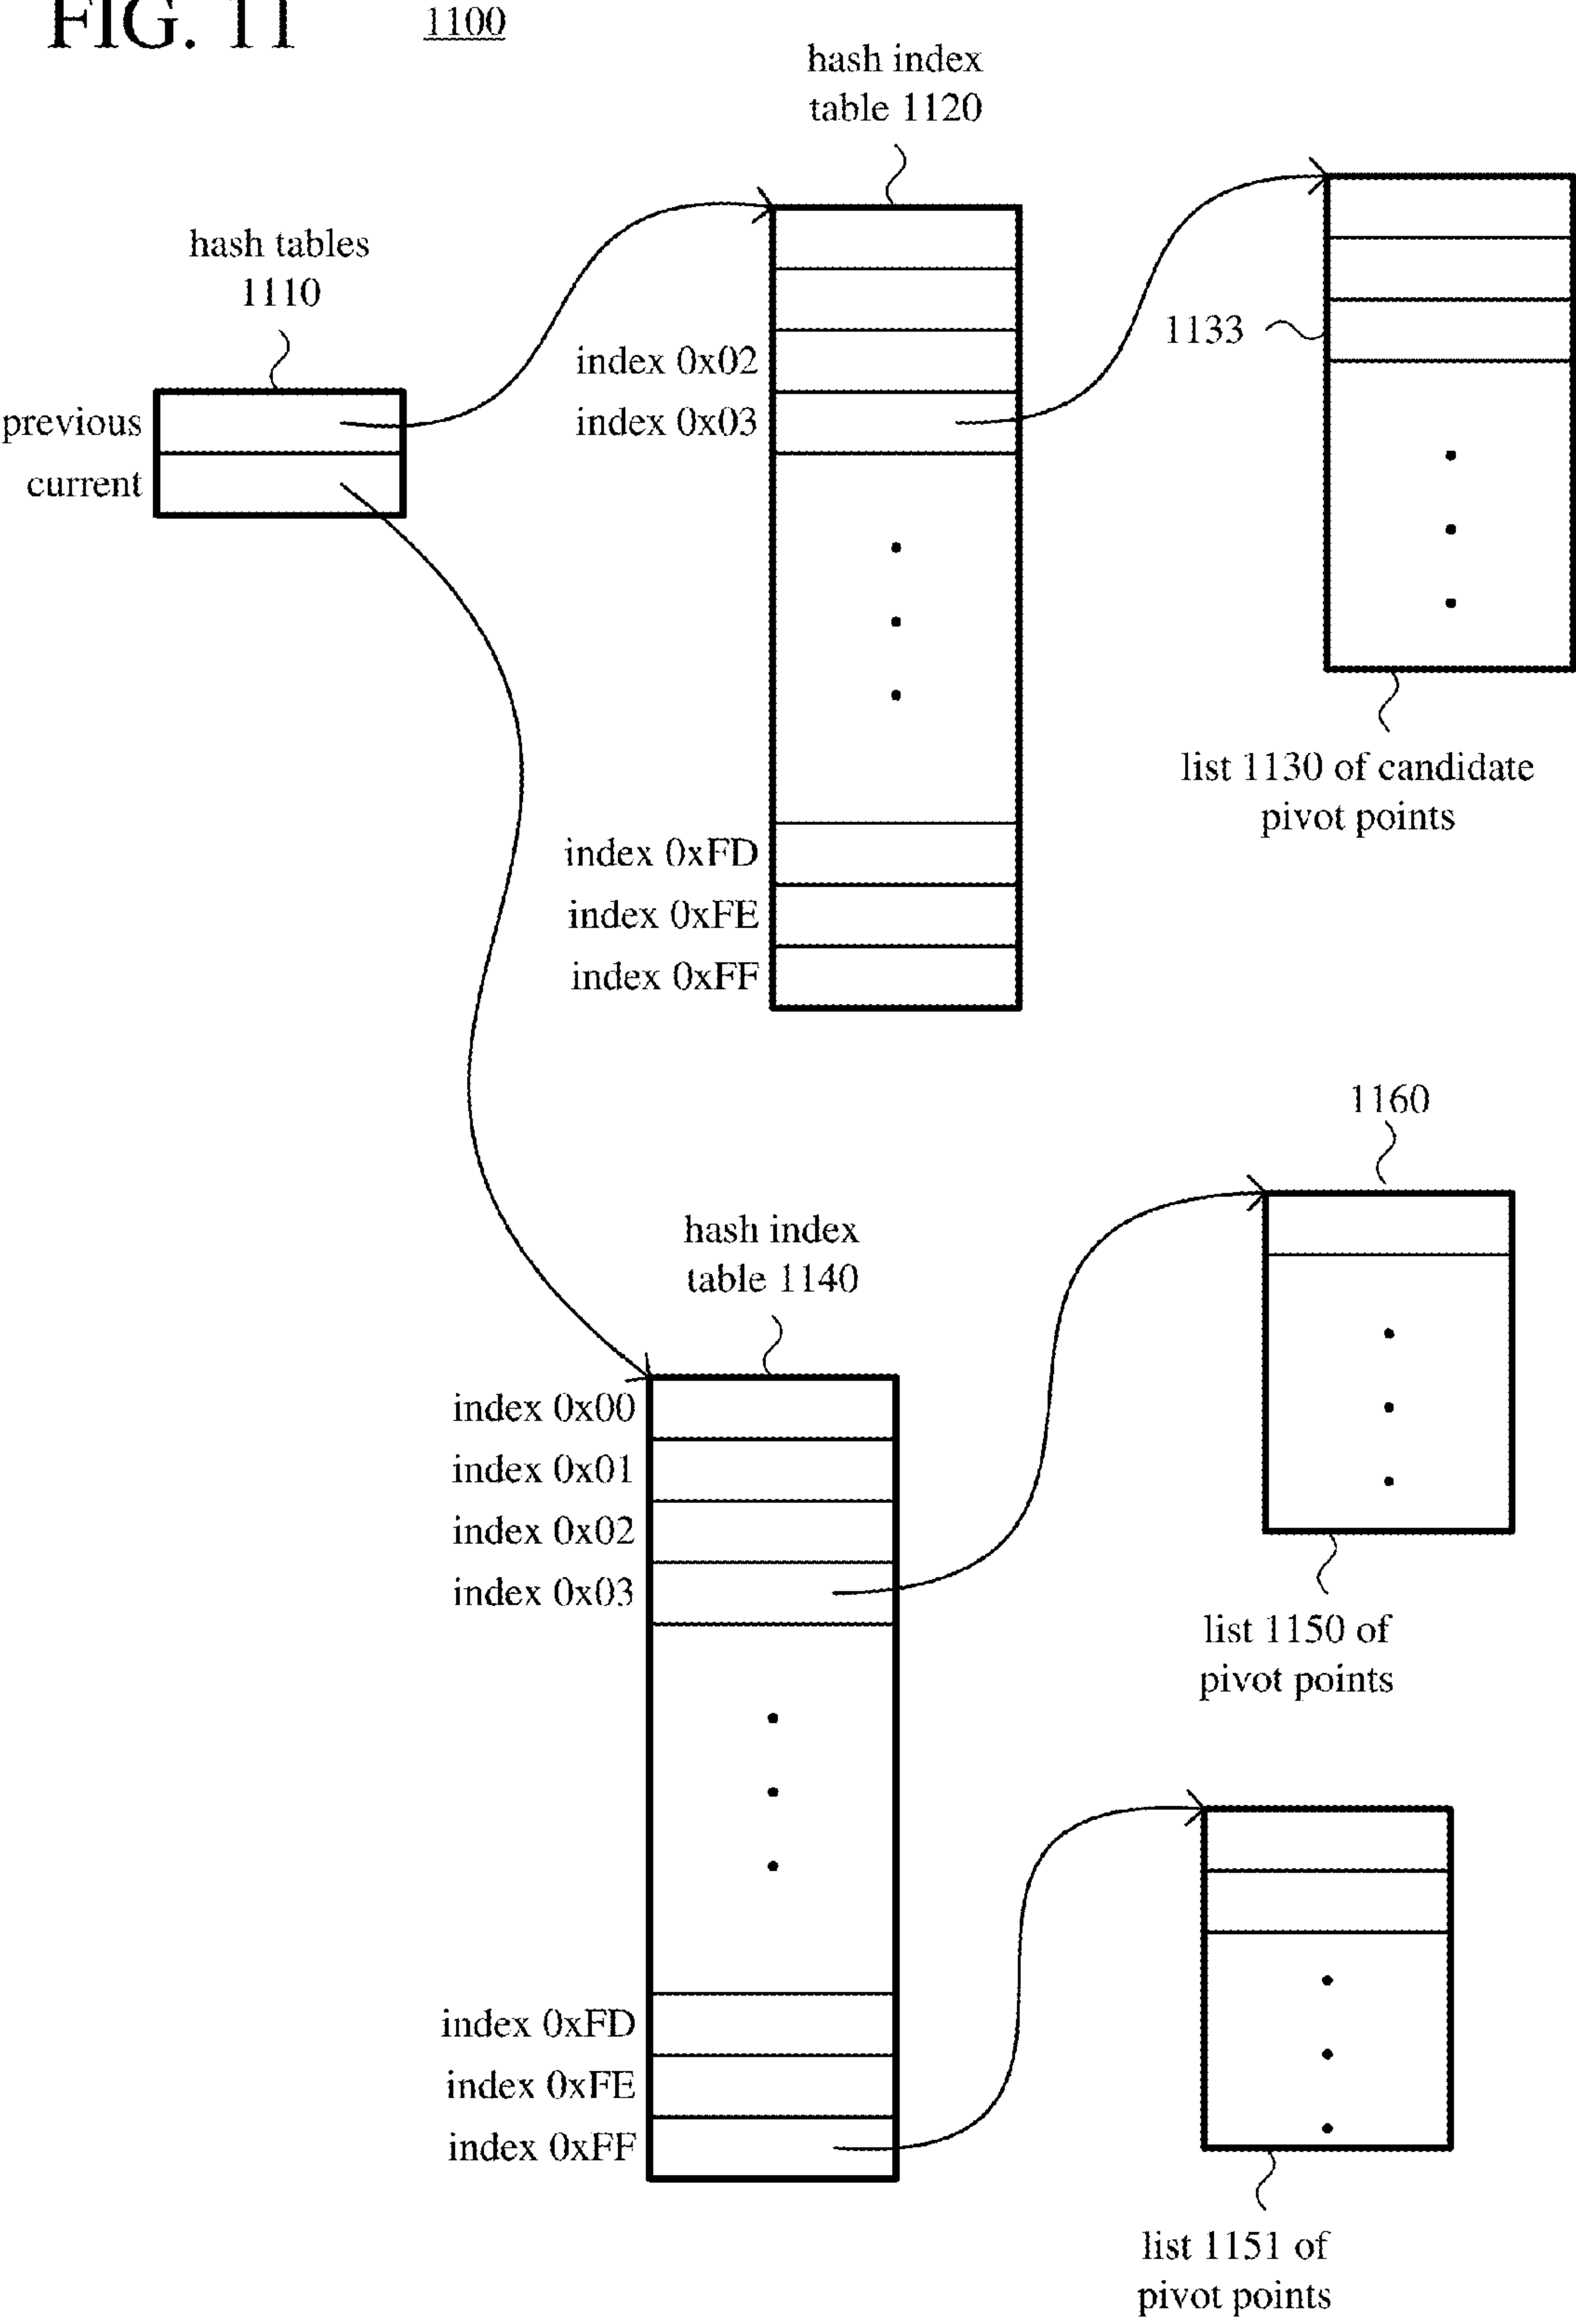 FIG. 11
1100
hash index
table 1120
hash tables
1110
previous
current
index 0x02
index 0x03
1133
list 1130 of candidate
pivot points
index 0xFD
index 0xFE
index 0xFF
1160
hash index
table 1140
index 0x00
index 0x01
index 0x02
index 0x03
list 1150 of
pivot points
index 0xFD
index 0xFE
index 0xFF
list 1151 of
pivot points